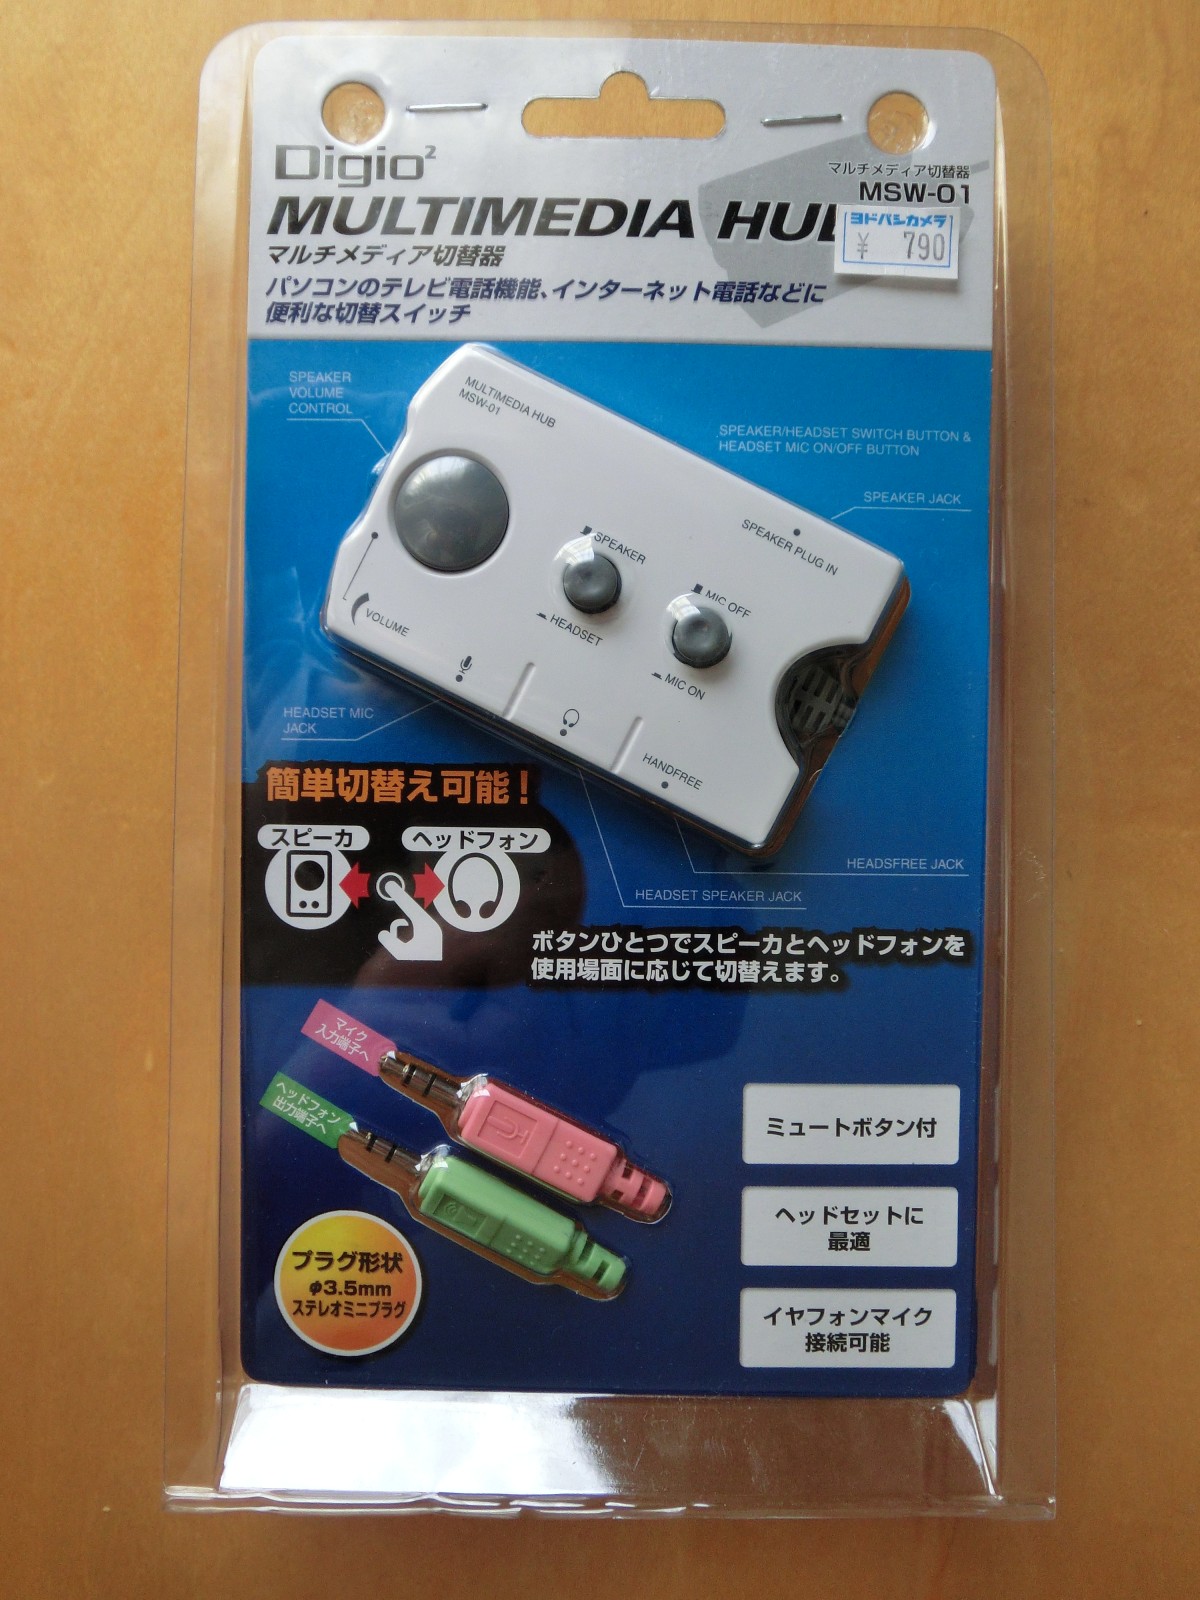 Digio²
マルチメディア切替器
MSW-01
MULTIMEDIA HUB
ヨドバシカメラ
¥ 790
マルチメディア切替器
パソコンのテレビ電話機能、インターネット電話などに
便利な切替スイッチ
SPEAKER
VOLUME
CONTROL
MULTIMEDIA HUB
MSW-01
SPEAKER/HEADSET SWITCH BUTTON &
HEADSET MIC ON/OFF BUTTON
SPEAKER JACK
SPEAKER PLUG IN
SPEAKER
HEADSET
MIC OFF
MIC ON
VOLUME
HANDFREE
HEADSET MIC
JACK
HEADSFREE JACK
HEADSET SPEAKER JACK
簡単切替え可能！
スピーカ
ヘッドフォン
ボタンひとつでスピーカとヘッドフォンを
使用場面に応じて切替えます。
マイク
入力端子へ
ヘッドフォン
出力端子へ
ミュートボタン付
ヘッドセットに
最適
イヤフォンマイク
接続可能
プラグ形状
φ3.5mm
ステレオミニプラグ